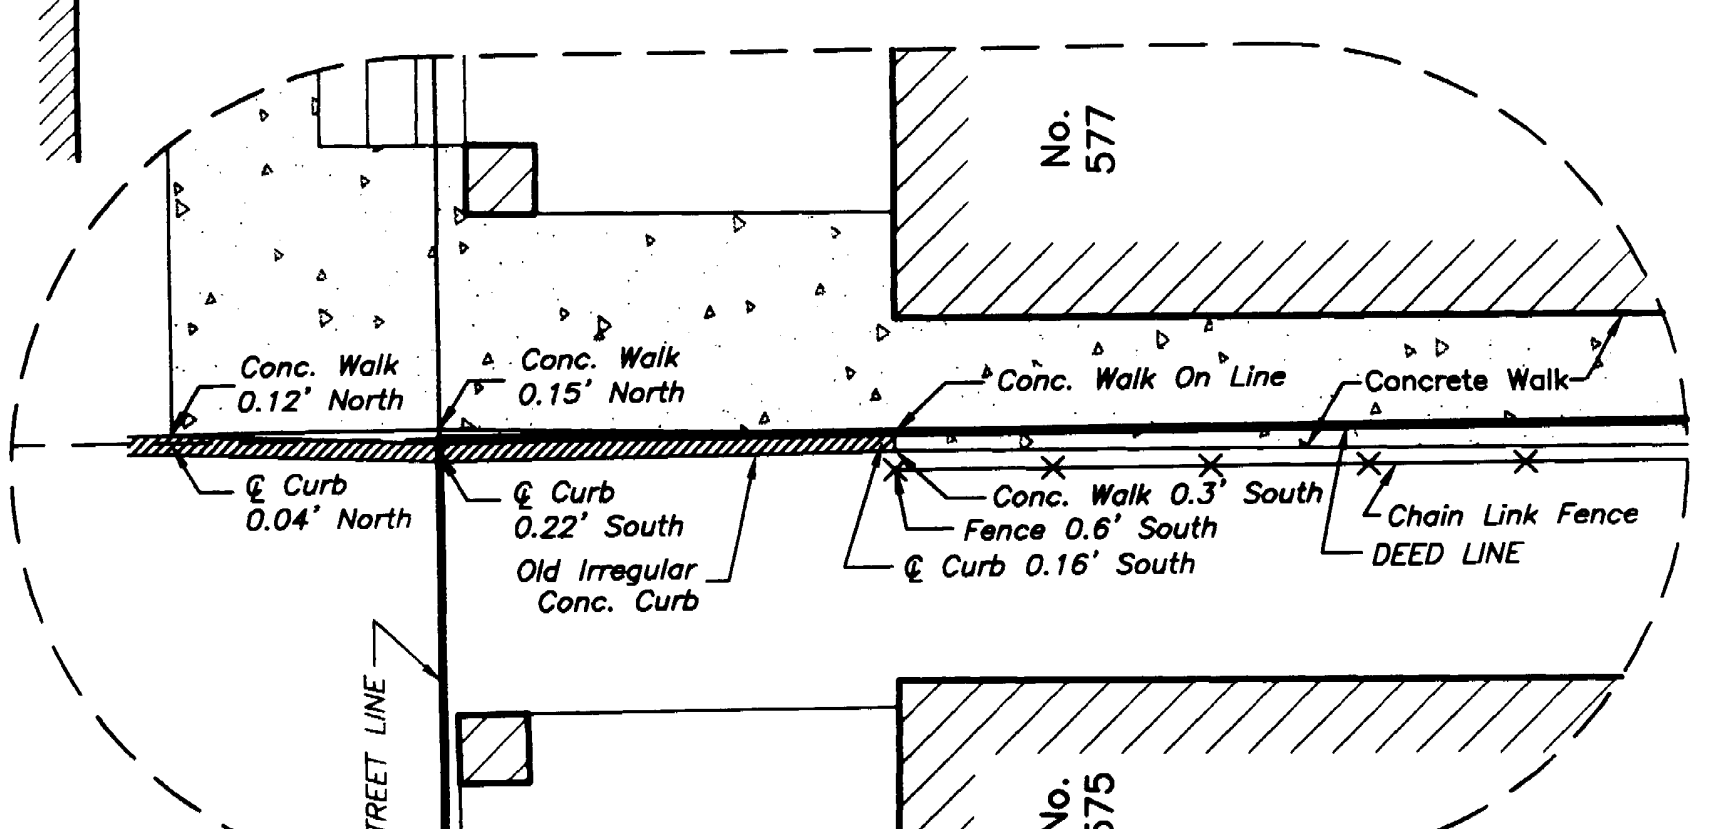 No.
577
Conc. Walk
0.12' North
Conc. Walk
0.15' North
Conc. Walk On Line
Concrete Walk
℄ Curb
0.04' North
℄ Curb
0.22' South
Conc. Walk 0.3' South
Fence 0.6' South
℄ Curb 0.16' South
Chain Link Fence
DEED LINE
Old Irregular
Conc. Curb
TREET LINE
No.
575